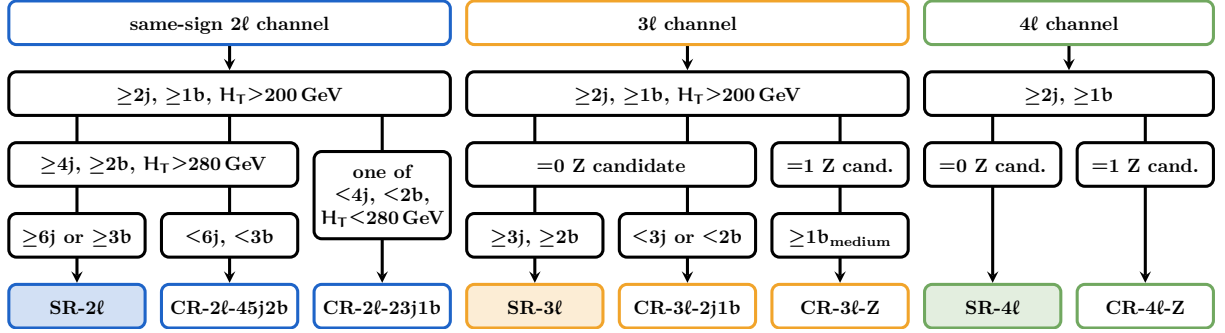 same-sign 2ℓ channel
3ℓ channel
4ℓ channel
≥2j, ≥1b, H_T>200 GeV
≥2j, ≥1b, H_T>200 GeV
≥2j, ≥1b
≥4j, ≥2b, H_T>280 GeV
one of
<4j, <2b,
H_T<280 GeV
=0 Z candidate
=1 Z cand.
=0 Z cand.
=1 Z cand.
≥6j or ≥3b
<6j, <3b
≥3j, ≥2b
<3j or <2b
≥1b_medium
SR-2ℓ
CR-2ℓ-45j2b
CR-2ℓ-23j1b
SR-3ℓ
CR-3ℓ-2j1b
CR-3ℓ-Z
SR-4ℓ
CR-4ℓ-Z